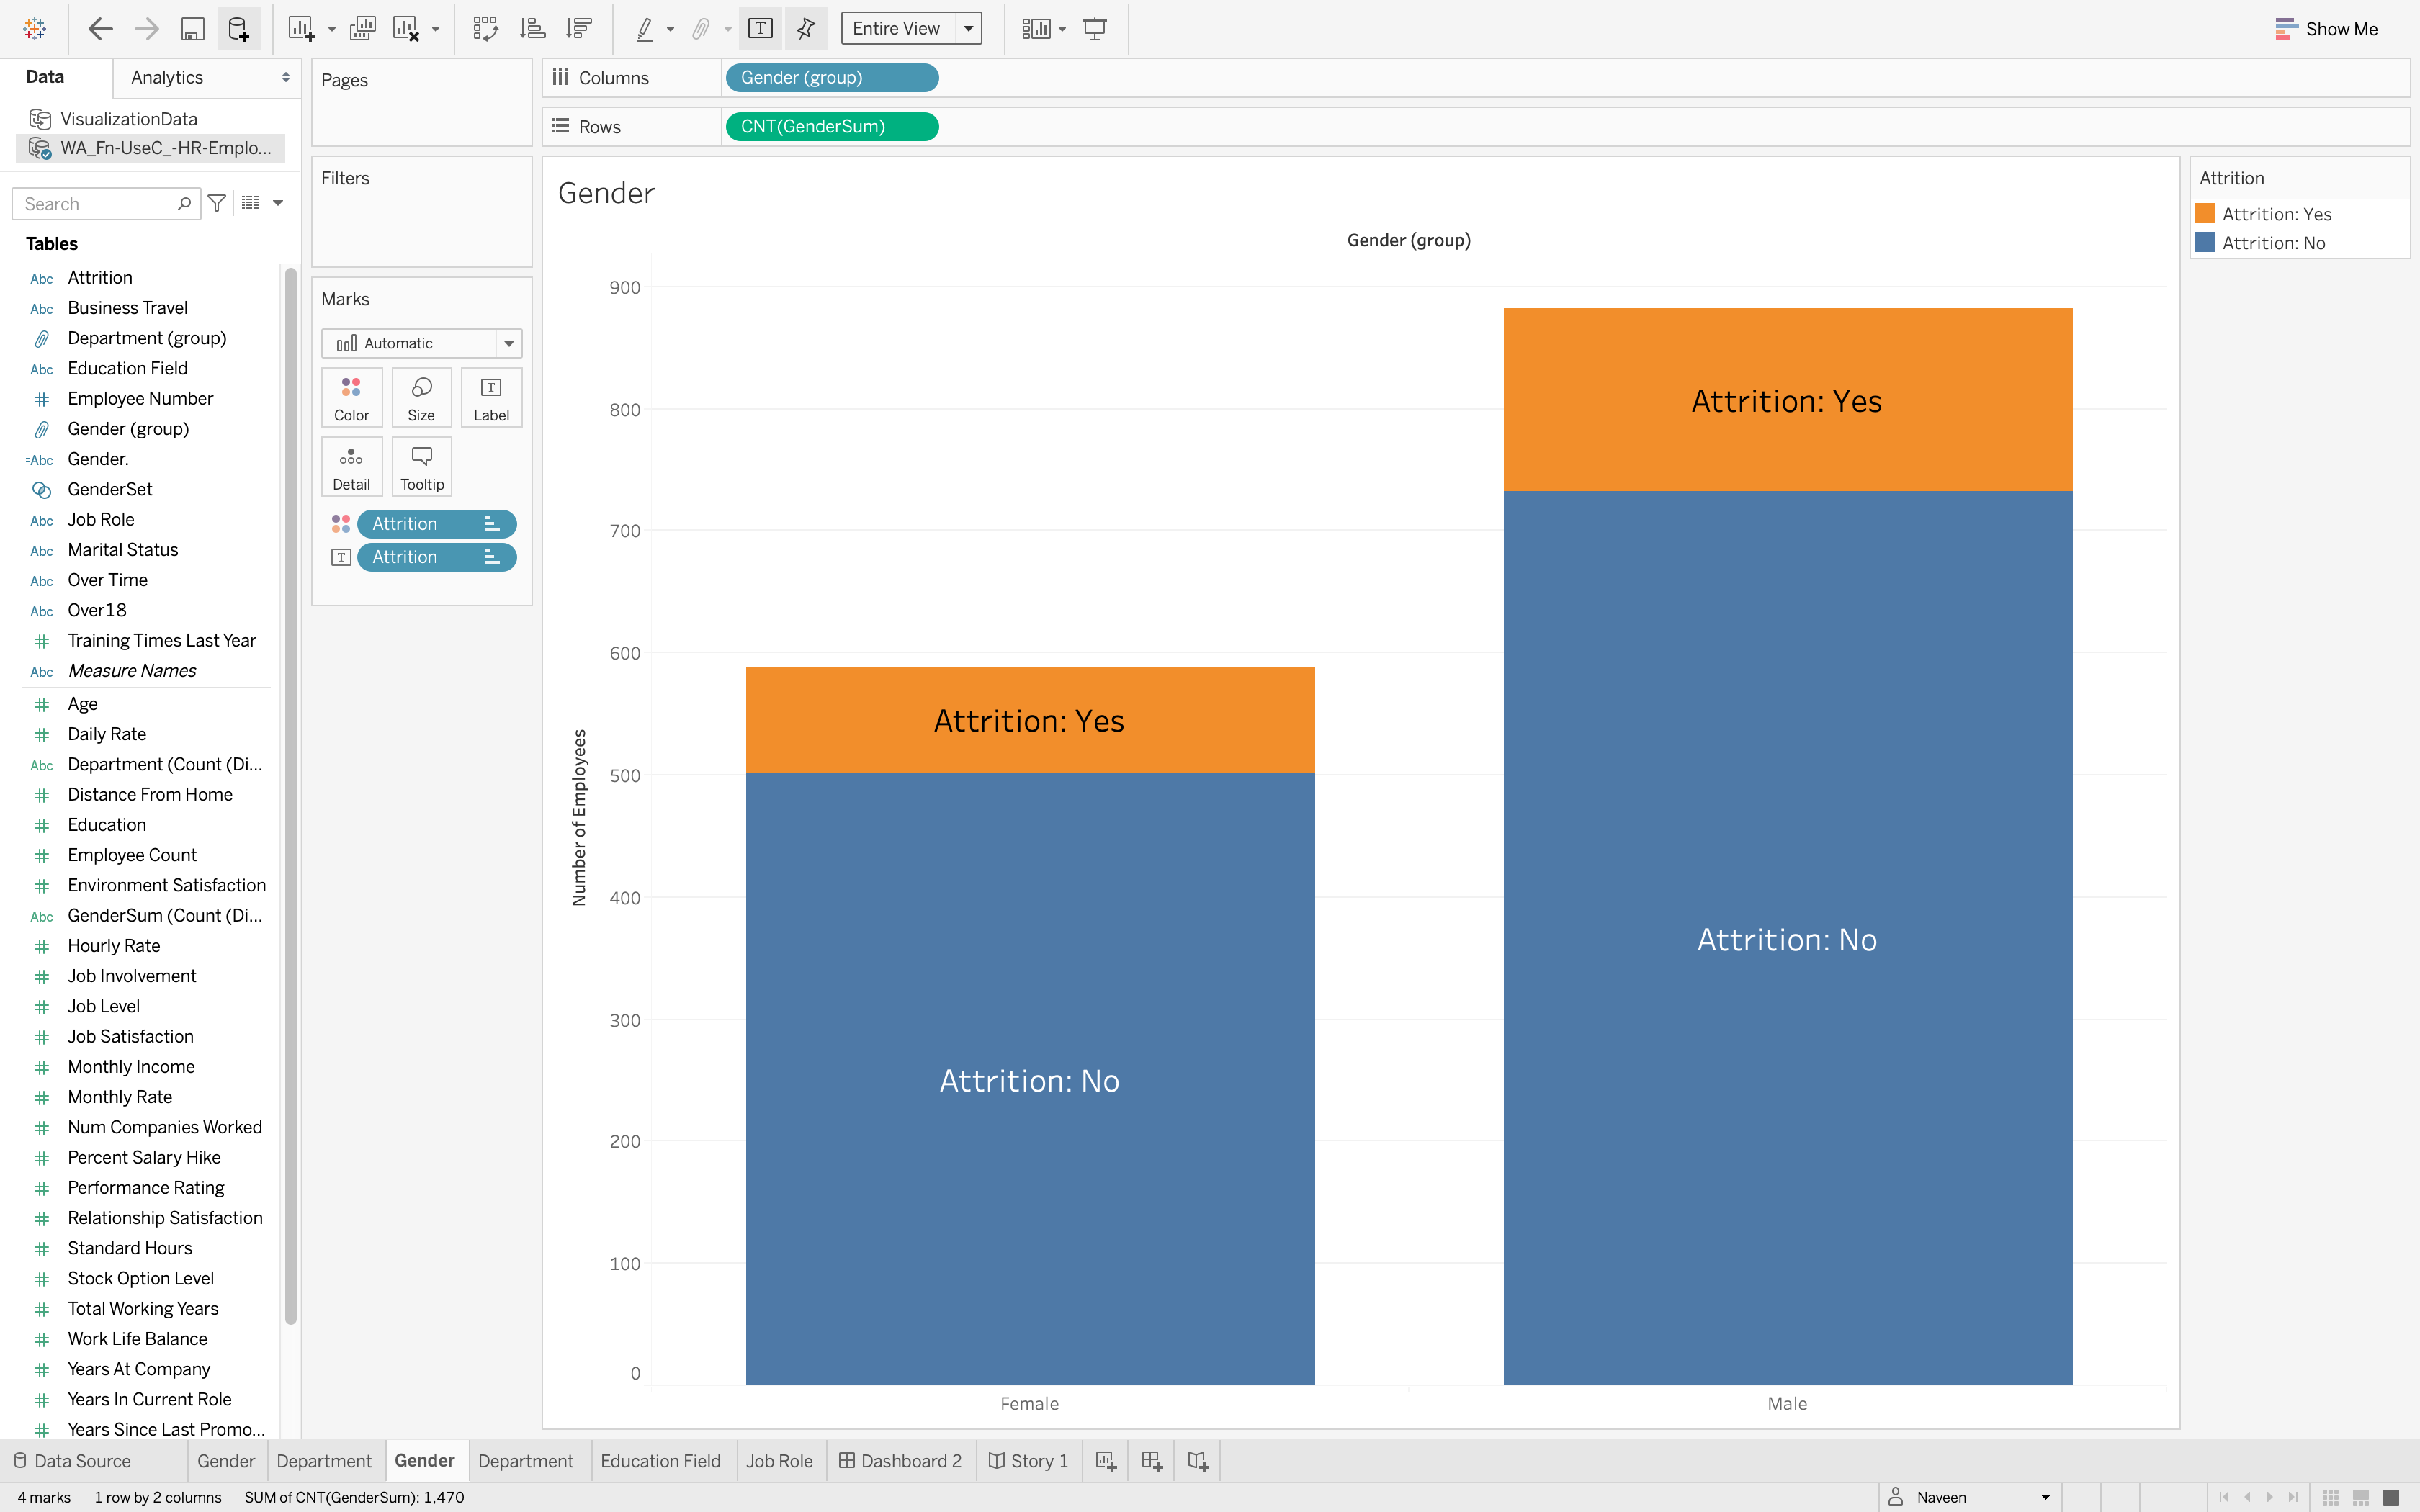 Entire View
Show Me
Data
Analytics
VisualizationData
WA_Fn-UseC_-HR-Emplo...
Search
Tables
Abc Attrition
Abc Business Travel
Department (group)
Abc Education Field
# Employee Number
Gender (group)
=Abc Gender.
GenderSet
Abc Job Role
Abc Marital Status
Abc Over Time
Abc Over18
# Training Times Last Year
Abc Measure Names
# Age
# Daily Rate
Abc Department (Count (Di...
# Distance From Home
# Education
# Employee Count
# Environment Satisfaction
Abc GenderSum (Count (Di...
# Hourly Rate
# Job Involvement
# Job Level
# Job Satisfaction
# Monthly Income
# Monthly Rate
# Num Companies Worked
# Percent Salary Hike
# Performance Rating
# Relationship Satisfaction
# Standard Hours
# Stock Option Level
# Total Working Years
# Work Life Balance
# Years At Company
# Years In Current Role
# Years Since Last Promo...
Pages
Filters
Marks
Automatic
Color
Size
T
Label
Detail
Tooltip
Attrition
T Attrition
Columns
Gender (group)
Rows
CNT(GenderSum)
Gender
Gender (group)
Number of Employees
900
800
700
600
500
400
300
200
100
0
Attrition: Yes
Attrition: No
Attrition: Yes
Attrition: No
Female
Male
Attrition
Attrition: Yes
Attrition: No
Data Source
Gender
Department
Gender
Department
Education Field
Job Role
Dashboard 2
Story 1
4 marks
1 row by 2 columns
SUM of CNT(GenderSum): 1,470
Naveen